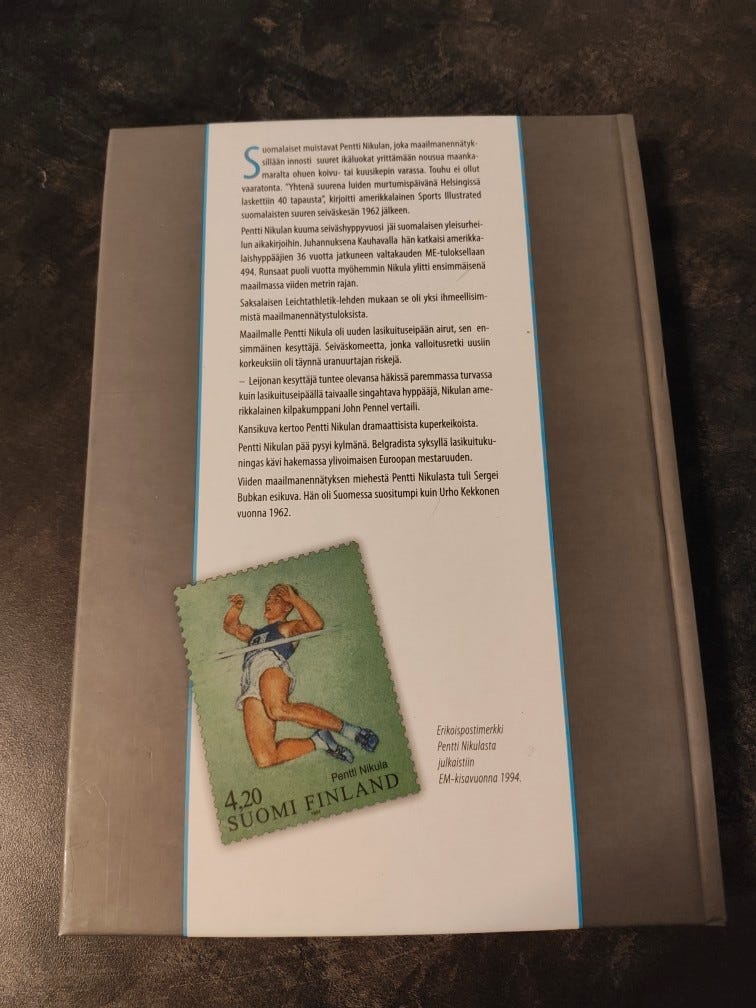 Suomalaiset muistavat Pentti Nikulan, joka maailmanennätyk-
sillään innosti suuret ikäluokat yrittämään nousua maanka-
maralta ohuen koivu- tai kuusikepin varassa. Touhu ei ollut
vaaratonta. "Yhtenä suurena luiden murtumispäivänä Helsingissä
laskettiin 40 tapausta", kirjoitti amerikkalainen Sports Illustrated
suomalaisten suuren seiväskesän 1962 jälkeen.
Pentti Nikulan kuuma seiväshyppyvuosi jäi suomalaisen yleisurhei-
lun aikakirjoihin. Juhannuksena Kauhavalla hän katkaisi amerikka-
laishyppääjien 36 vuotta jatkuneen valtakauden ME-tuloksellaan
494. Runsaat puoli vuotta myöhemmin Nikula ylitti ensimmäisenä
maailmassa viiden metrin rajan.
Saksalaisen Leichtathletik-lehden mukaan se oli yksi ihmeellisim-
mistä maailmanennätystuloksista.
Maailmalle Pentti Nikula oli uuden lasikuituseipään airut, sen en-
simmäinen kesyttäjä. Seiväskomeetta, jonka valloitusretki uusiin
korkeuksiin oli täynnä uranuurtajan riskejä.
– Leijonan kesyttäjä tuntee olevansa häkissä paremmassa turvassa
kuin lasikuituseipäällä taivaalle singahtava hyppääjä, Nikulan ame-
rikkalainen kilpakumppani John Pennel vertaili.
Kansikuva kertoo Pentti Nikulan dramaattisista kuperkeikoista.
Pentti Nikulan pää pysyi kylmänä. Belgradista syksyllä lasikuituku-
ningas kävi hakemassa ylivoimaisen Euroopan mestaruuden.
Viiden maailmanennätyksen miehestä Pentti Nikulasta tuli Sergei
Bubkan esikuva. Hän oli Suomessa suositumpi kuin Urho Kekkonen
vuonna 1962.
Erikoispostimerkki
Pentti Nikulasta
julkaistiin
EM-kisavuonna 1994.
Pentti Nikula
4,20
SUOMI FINLAND